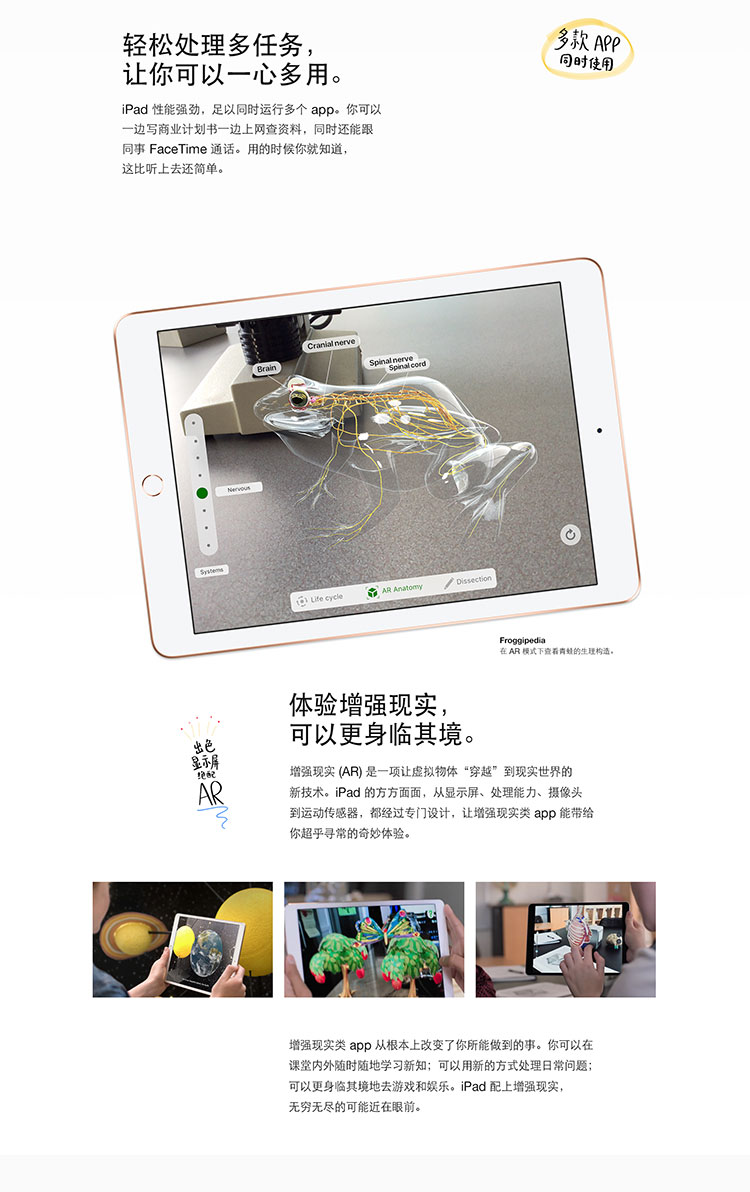 轻松处理多任务，
让你可以一心多用。
多款 APP
同时使用
iPad 性能强劲，足以同时运行多个 app。你可以
一边写商业计划书一边上网查资料，同时还能跟
同事 FaceTime 通话。用的时候你就知道，
这比听上去还简单。
Cranial nerve
Brain
Spinal nerve
Spinal cord
Nervous
Systems
Life cycle
AR Anatomy
Dissection
Froggipedia
在 AR 模式下查看青蛙的生理构造。
体验增强现实，
可以更身临其境。
出色
显示屏
绝配
AR
增强现实 (AR) 是一项让虚拟物体“穿越”到现实世界的
新技术。iPad 的方方面面，从显示屏、处理能力、摄像头
到运动传感器，都经过专门设计，让增强现实类 app 能带给
你超乎寻常的奇妙体验。
增强现实类 app 从根本上改变了你所能做到的事。你可以在
课堂内外随时随地学习新知；可以用新的方式处理日常问题；
可以更身临其境地去游戏和娱乐。iPad 配上增强现实，
无穷无尽的可能近在眼前。